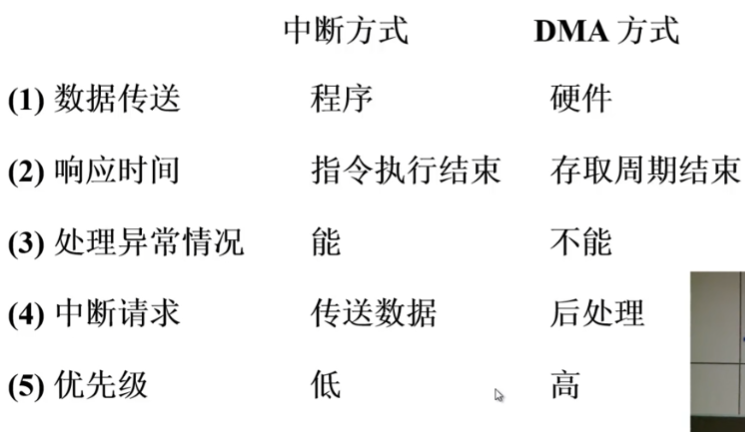 中断方式 DMA 方式
(1) 数据传送 程序 硬件
(2) 响应时间 指令执行结束 存取周期结束
(3) 处理异常情况 能 不能
(4) 中断请求 传送数据 后处理
(5) 优先级 低 高